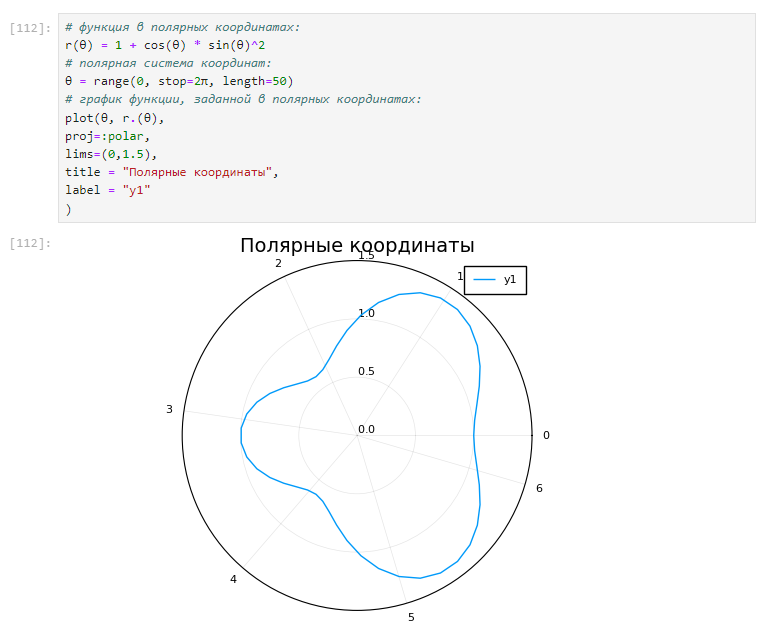 [112]:
# функция в полярных координатах:
r(θ) = 1 + cos(θ) * sin(θ)^2
# полярная система координат:
θ = range(0, stop=2π, length=50)
# график функции, заданной в полярных координатах:
plot(θ, r.(θ),
proj=:polar,
lims=(0,1.5),
title = "Полярные координаты",
label = "y1"
)
[112]:
Полярные координаты
1.5
2
1
y1
1.0
0.5
3
0.0
0
6
4
5